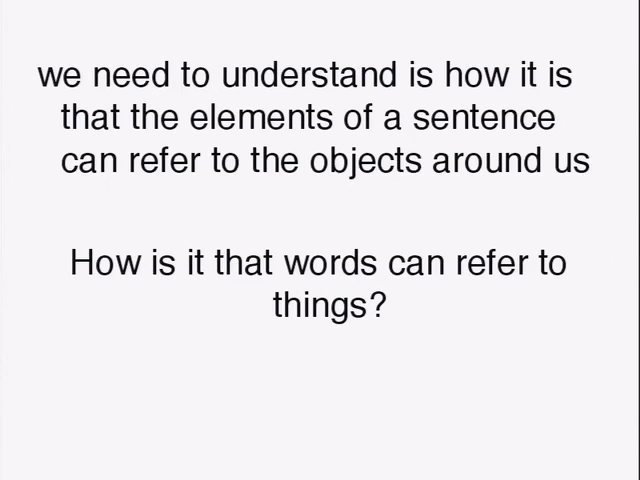 we need to understand is how it is
that the elements of a sentence
can refer to the objects around us
How is it that words can refer to
things?